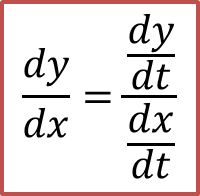 dy/dx = (dy/dt)/(dx/dt)